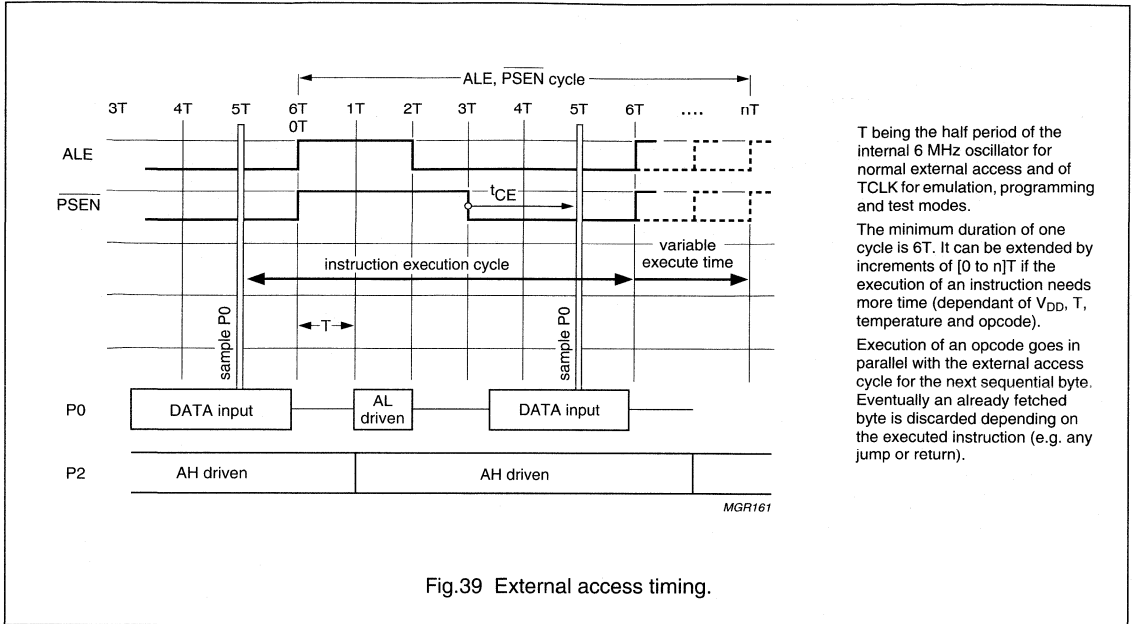 ALE, PSEN cycle
3T 4T 5T 6T 1T 2T 3T 4T 5T 6T .... nT
0T
ALE
PSEN
tCE
variable
execute time
instruction execution cycle
sample P0
T
sample P0
P0
DATA input
AL
driven
DATA input
P2
AH driven
AH driven
MGR161
T being the half period of the
internal 6 MHz oscillator for
normal external access and of
TCLK for emulation, programming
and test modes.
The minimum duration of one
cycle is 6T. It can be extended by
increments of [0 to n]T if the
execution of an instruction needs
more time (dependant of VDD, T,
temperature and opcode).
Execution of an opcode goes in
parallel with the external access
cycle for the next sequential byte.
Eventually an already fetched
byte is discarded depending on
the executed instruction (e.g. any
jump or return).
Fig.39 External access timing.